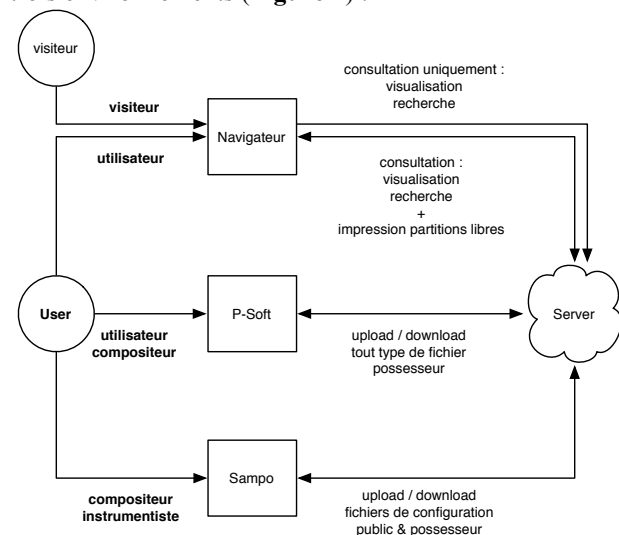 visiteur
consultation uniquement :
visualisation
recherche
visiteur
Navigateur
utilisateur
consultation :
visualisation
recherche
+
impression partitions libres
User
P-Soft
Server
utilisateur
compositeur
upload / download
tout type de fichier
possesseur
Sampo
compositeur
instrumentiste
upload / download
fichiers de configuration
public & possesseur